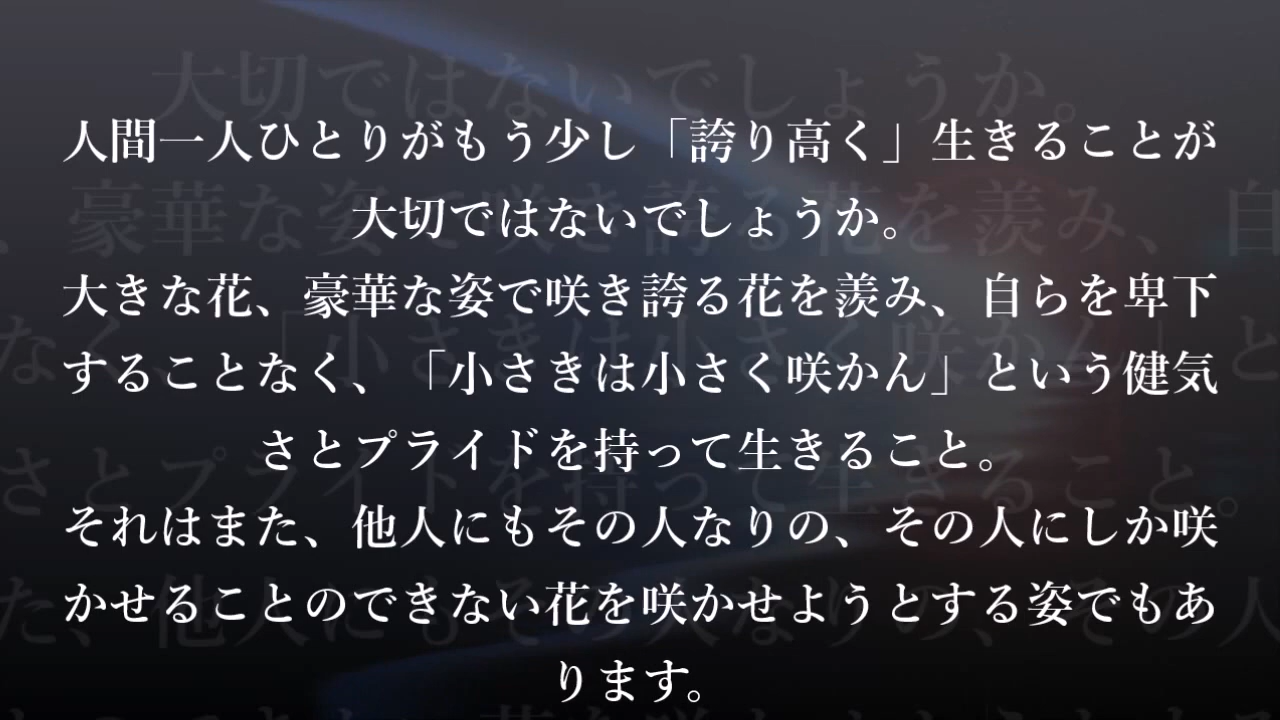 人間一人ひとりがもう少し「誇り高く」生きることが
大切ではないでしょうか。
大きな花、豪華な姿で咲き誇る花を羨み、自らを卑下
することなく、「小さきは小さく咲かん」という健気
さとプライドを持って生きること。
それはまた、他人にもその人なりの、その人にしか咲
かせることのできない花を咲かせようとする姿でもあ
ります。